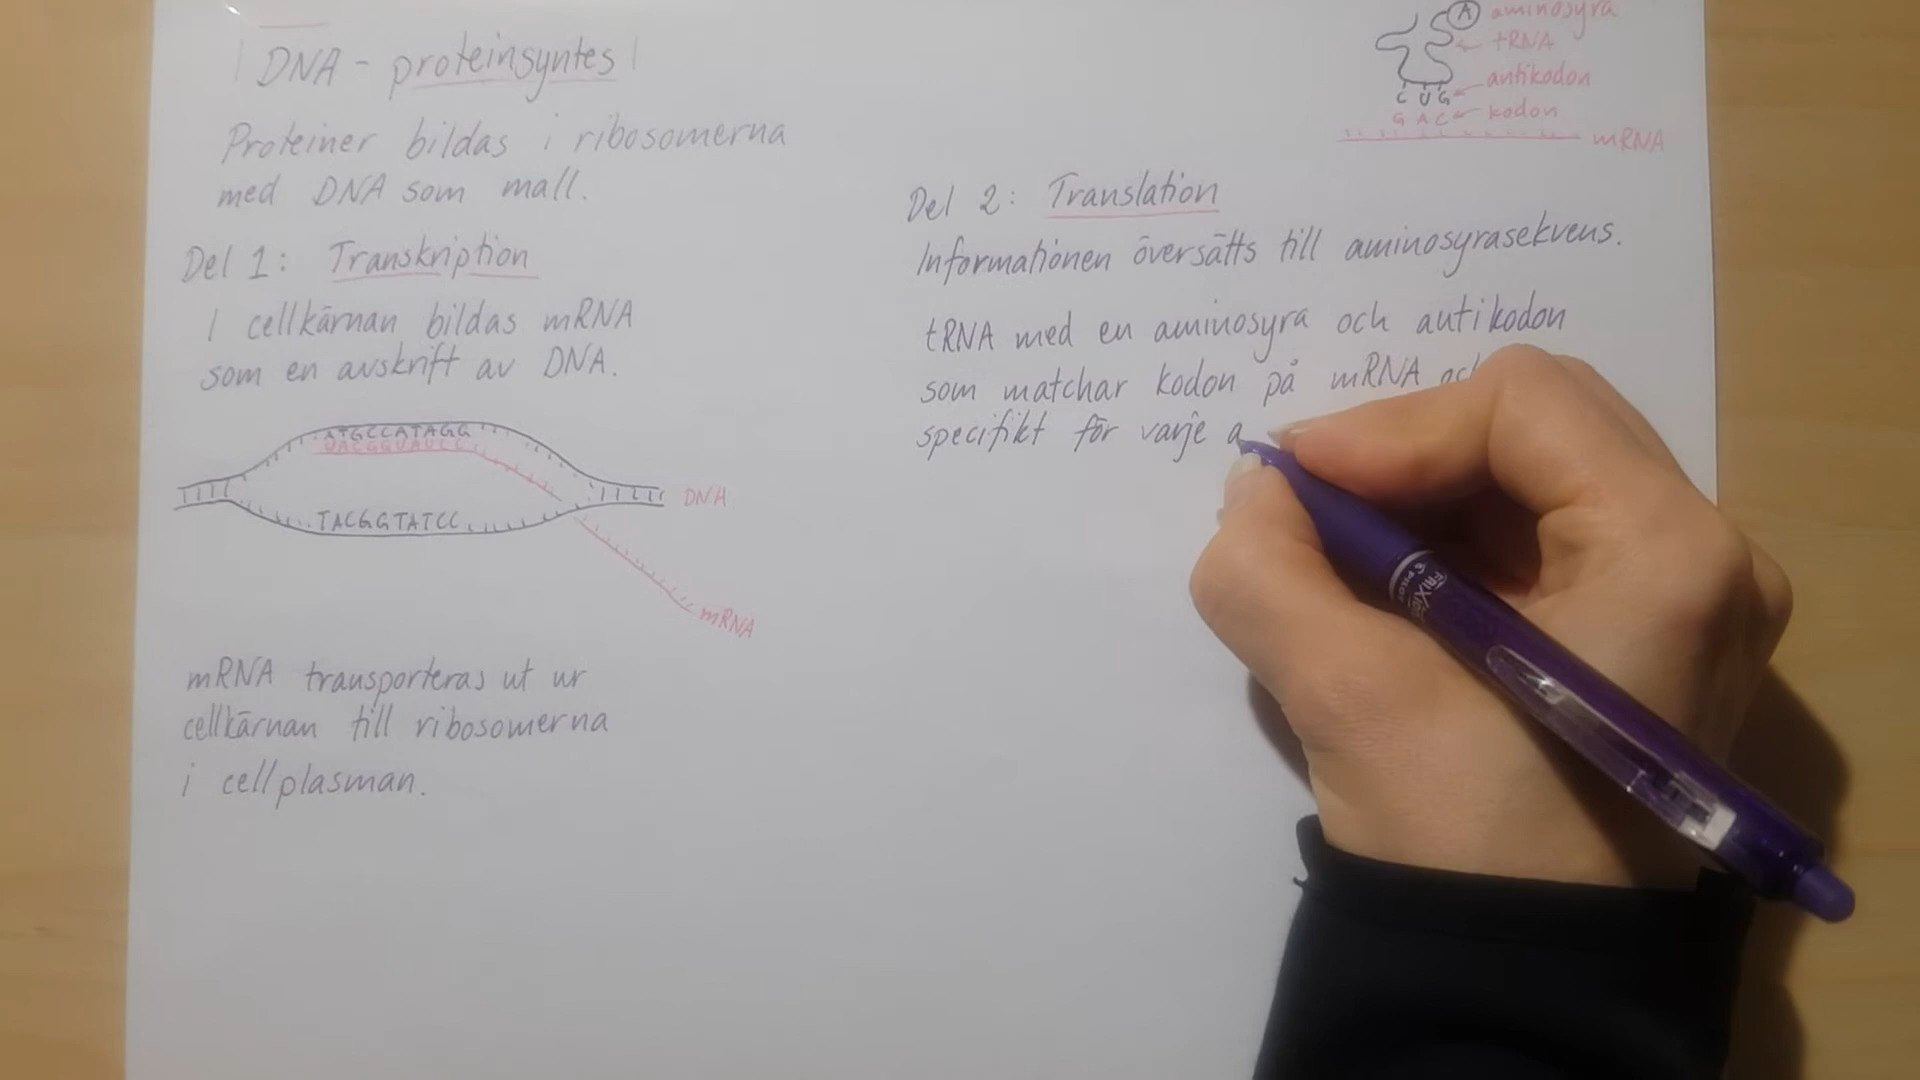 DNA - proteinsyntes
Proteiner bildas i ribosomerna
med DNA som mall.
Del 1: Transkription
I cellkärnan bildas mRNA
som en avskrift av DNA.
ATGCCATAGG
UACGGUAUCC
DNA
TACGGTATCC
mRNA
mRNA transporteras ut ur
cellkärnan till ribosomerna
i cellplasman.
A aminosyra
tRNA
antikodon
C U G
G A C kodon
mRNA
Del 2: Translation
Informationen översätts till aminosyrasekvens.
tRNA med en aminosyra och antikodon
som matchar kodon på mRNA
specifikt för varje a
FRIXION
PILOT